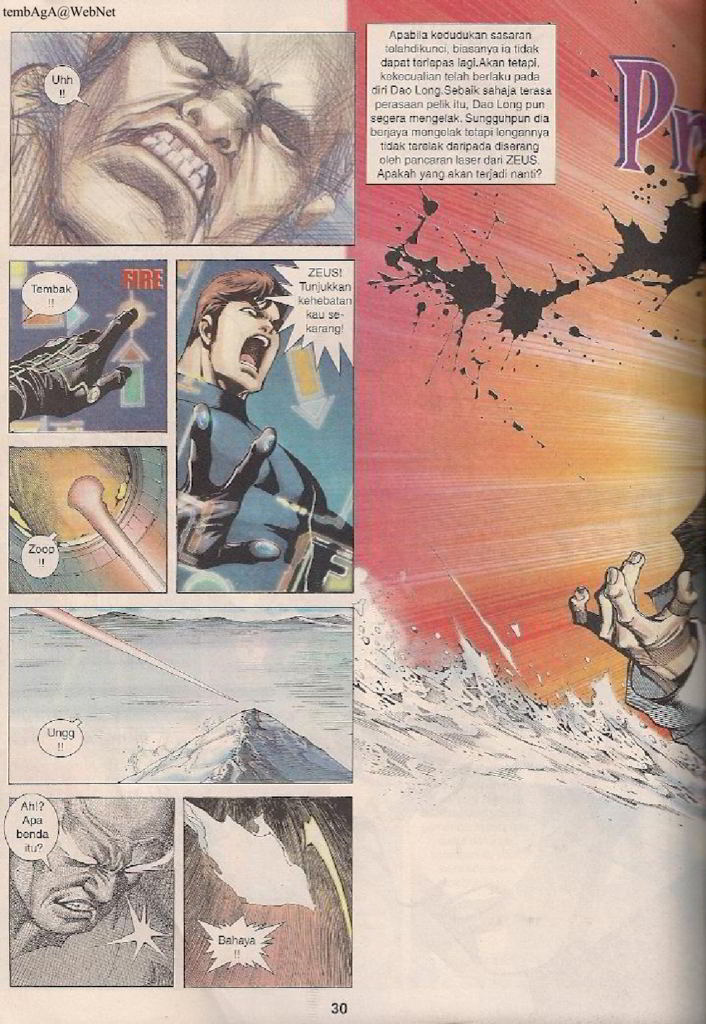 tembAgA@WebNet
Uhh
!!
Apabila kedudukan sasaran
telahdikunci, biasanya ia tidak
dapat terlepas lagi.Akan tetapi,
kekecualian telah berlaku pada
diri Dao Long.Sebaik sahaja terasa
perasaan pelik itu, Dao Long pun
segera mengelak. Sungguhpun dia
berjaya mengelak tetapi lengannya
tidak terelak daripada diserang
oleh pancaran laser dari ZEUS.
Apakah yang akan terjadi nanti?
Pr
FIRE
Tembak
!!
ZEUS!
Tunjukkan
kehebatan
kau se-
karang!
Zoop
!!
Ungg
!!
Ah!?
Apa
benda
itu?
Bahaya
!!
30